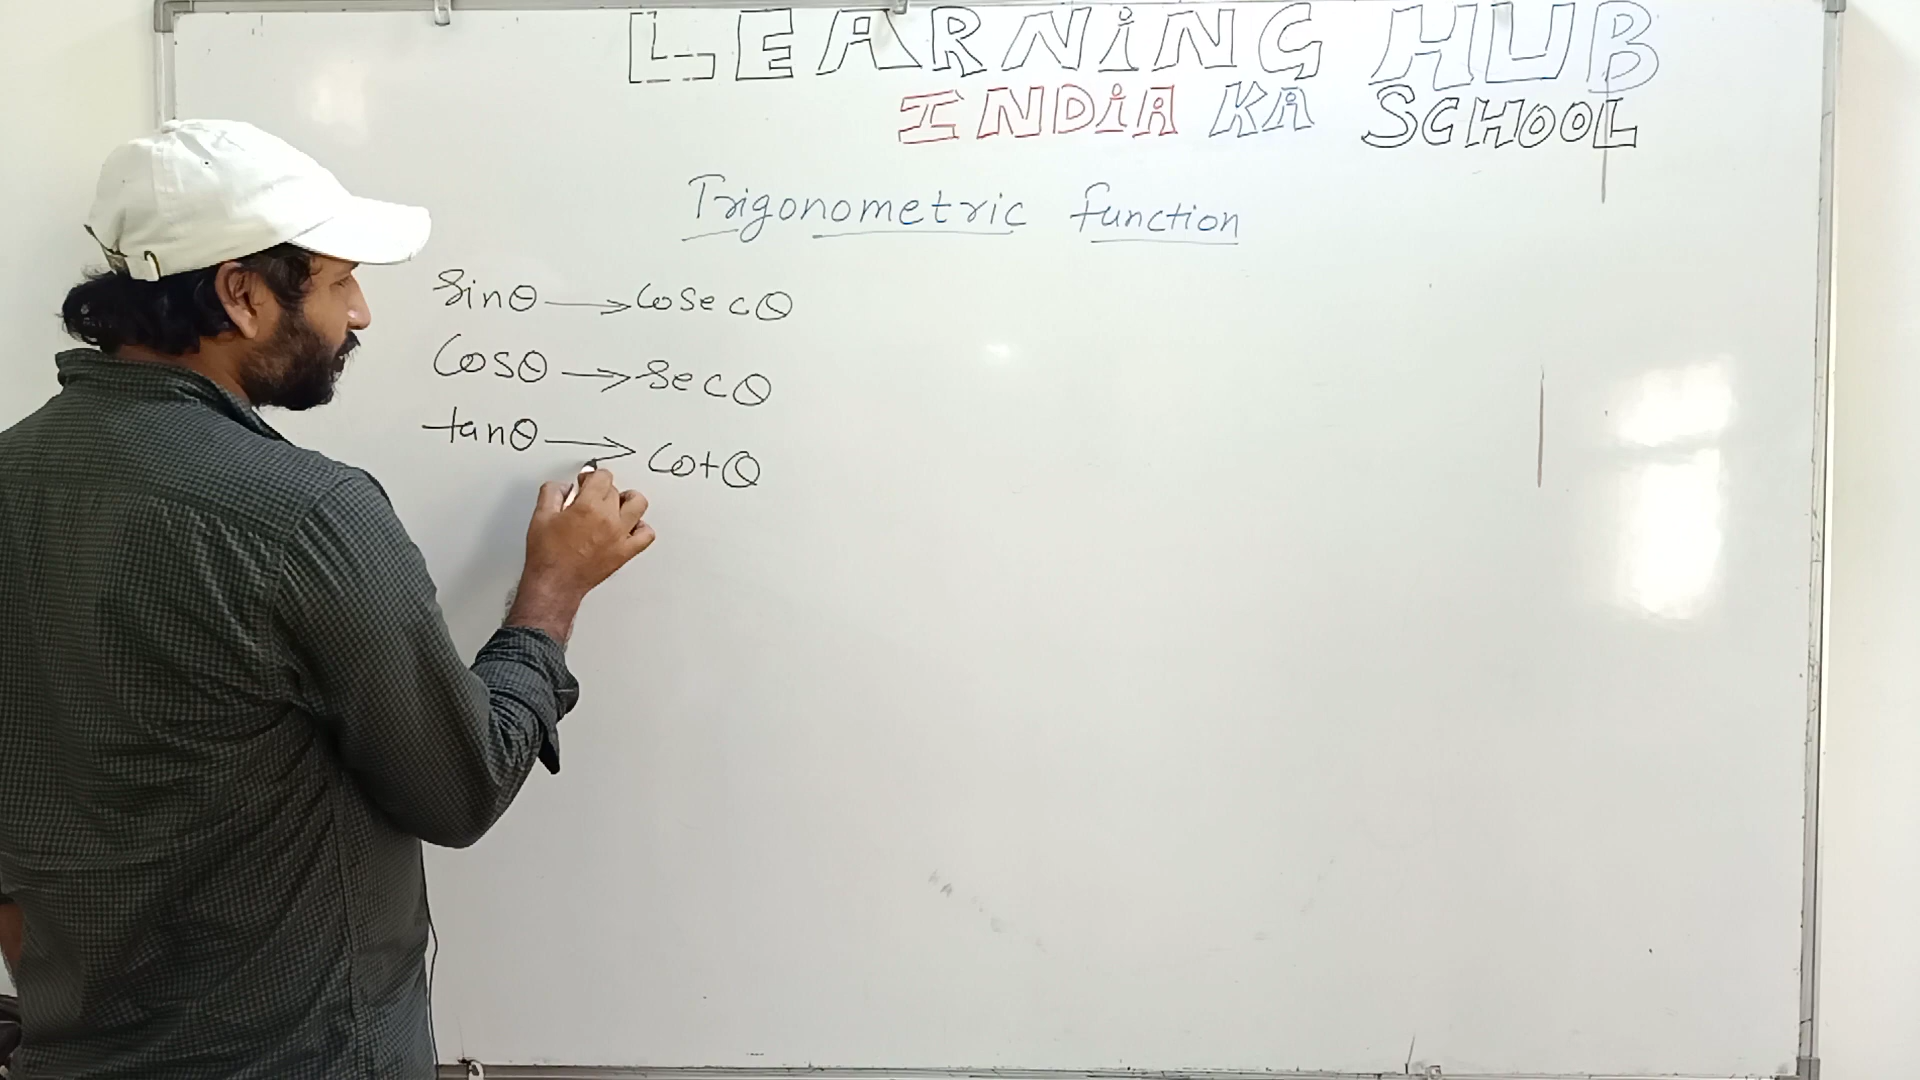 LEARNiNG HUB
INDiA KA SCHOOL
Trigonometric function
Sinθ → Cosecθ
Cosθ → Secθ
tanθ → Cotθ